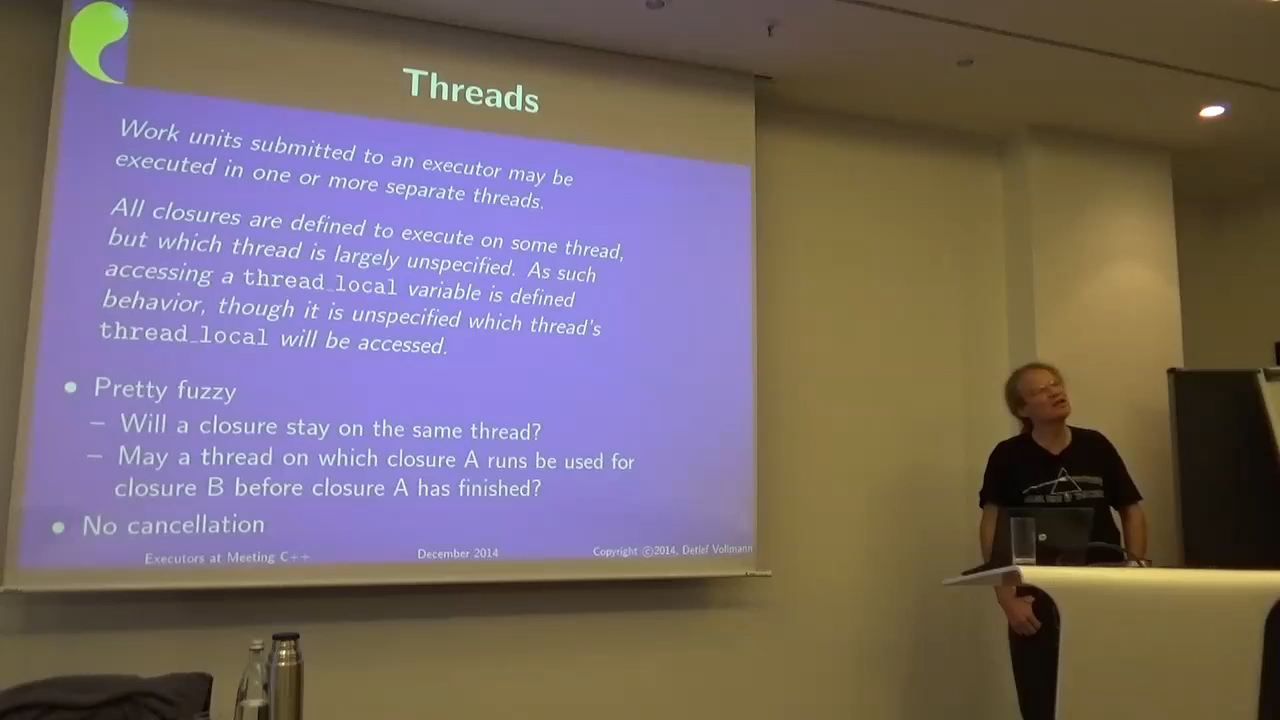 Threads
Work units submitted to an executor may be
executed in one or more separate threads.
All closures are defined to execute on some thread,
but which thread is largely unspecified. As such
accessing a thread_local variable is defined
behavior, though it is unspecified which thread's
thread_local will be accessed.
• Pretty fuzzy
– Will a closure stay on the same thread?
– May a thread on which closure A runs be used for
closure B before closure A has finished?
• No cancellation
Executors at Meeting C++
December 2014
Copyright ©2014, Detlef Vollmann
hp